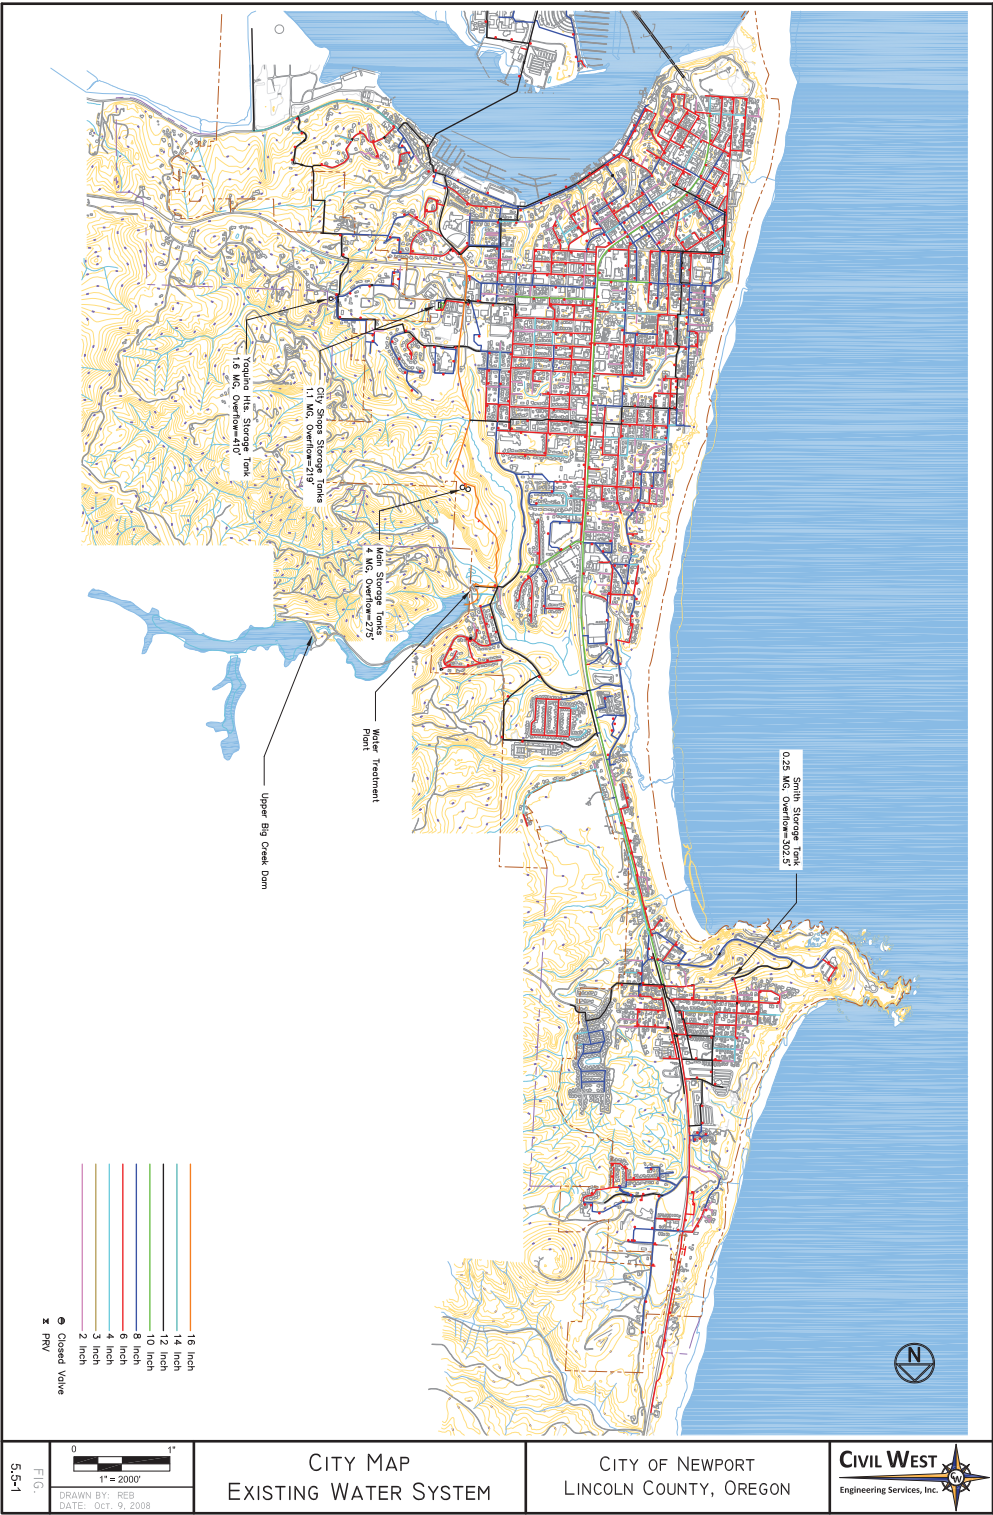 Yaquina Hts. Storage Tank
1.6 MG, Overflow=410'
City Shops Storage Tanks
1.1 MG, Overflow=219'
Main Storage Tanks
4 MG, Overflow=275'
Water Treatment
Plant
Upper Big Creek Dam
Smith Storage Tank
0.25 MG, Overflow=302.5'
16 Inch
14 Inch
12 Inch
10 Inch
8 Inch
6 Inch
4 Inch
3 Inch
2 Inch
Closed Valve
PRV
N
FIG.
5.5-1
0 1"
1" = 2000'
DRAWN BY: REB
DATE: OCT. 9, 2008
CITY MAP
EXISTING WATER SYSTEM
CITY OF NEWPORT
LINCOLN COUNTY, OREGON
CIVIL WEST
Engineering Services, Inc.
CW